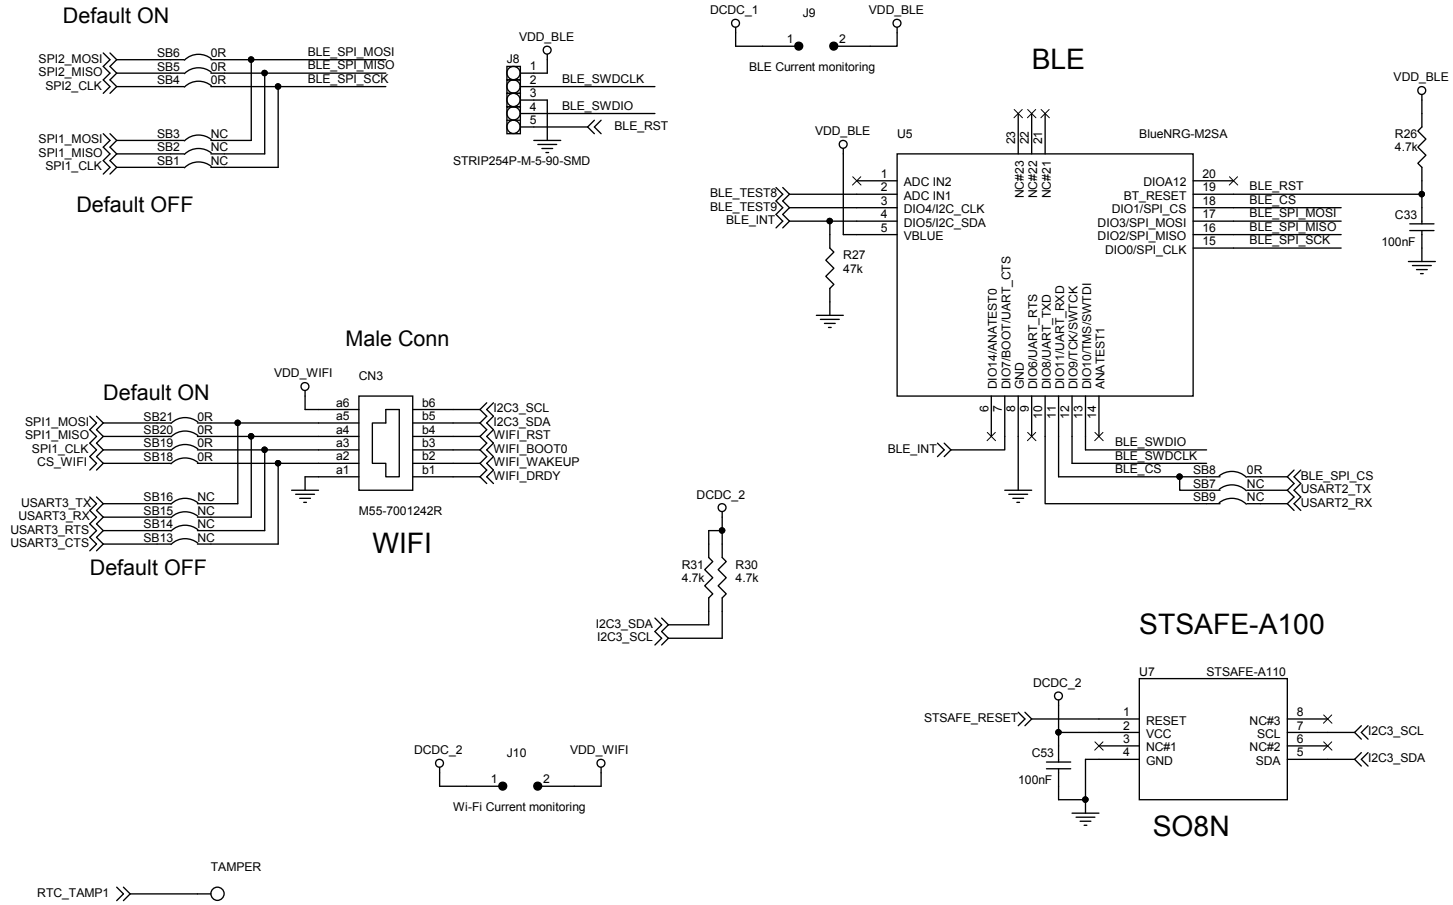 Default ON
SPI2_MOSI SB6 0R BLE_SPI_MOSI
SPI2_MISO SB5 0R BLE_SPI_MISO
SPI2_CLK SB4 0R BLE_SPI_SCK
SPI1_MOSI SB3 NC
SPI1_MISO SB2 NC
SPI1_CLK SB1 NC
Default OFF
VDD_BLE
J8
1
2 BLE_SWDCLK
3
4 BLE_SWDIO
5 BLE_RST
STRIP254P-M-5-90-SMD
DCDC_1 J9 VDD_BLE
1 2
BLE Current monitoring
BLE
VDD_BLE
R26
4.7k
C33
100nF
VDD_BLE
U5 BlueNRG-M2SA
23 22 21
NC#23 NC#22 NC#21
1 ADC IN2
BLE_TEST8 2 ADC IN1
BLE_TEST9 3 DIO4/I2C_CLK
BLE_INT 4 DIO5/I2C_SDA
5 VBLUE
DIOA12 20
BT_RESET 19 BLE_RST
DIO1/SPI_CS 18 BLE_CS
DIO3/SPI_MOSI 17 BLE_SPI_MOSI
DIO2/SPI_MISO 16 BLE_SPI_MISO
DIO0/SPI_CLK 15 BLE_SPI_SCK
R27
47k
DIO14/ANATEST0
DIO7/BOOT/UART_CTS
GND
DIO6/UART_RTS
DIO8/UART_TXD
DIO11/UART_RXD
DIO9/TCK/SWTCK
DIO10/TMS/SWTDI
ANATEST1
6 7 8 9 10 11 12 13 14
BLE_INT
BLE_SWDIO
BLE_SWDCLK
BLE_CS SB8 0R BLE_SPI_CS
SB7 NC USART2_TX
SB9 NC USART2_RX
Male Conn
VDD_WIFI
CN3
Default ON
a6 b6 I2C3_SCL
SPI1_MOSI SB21 0R a5 b5 I2C3_SDA
SPI1_MISO SB20 0R a4 b4 WIFI_RST
SPI1_CLK SB19 0R a3 b3 WIFI_BOOT0
CS_WIFI SB18 0R a2 b2 WIFI_WAKEUP
a1 b1 WIFI_DRDY
USART3_TX SB16 NC
USART3_RX SB15 NC
USART3_RTS SB14 NC
USART3_CTS SB13 NC
Default OFF
M55-7001242R
WIFI
DCDC_2
R31 R30
4.7k 4.7k
I2C3_SDA
I2C3_SCL
STSAFE-A100
U7 STSAFE-A110
DCDC_2
STSAFE_RESET 1 RESET
2 VCC
3 NC#1
4 GND
NC#3 8
SCL 7 I2C3_SCL
NC#2 6
SDA 5 I2C3_SDA
C53
100nF
SO8N
DCDC_2 J10 VDD_WIFI
1 2
Wi-Fi Current monitoring
TAMPER
RTC_TAMP1